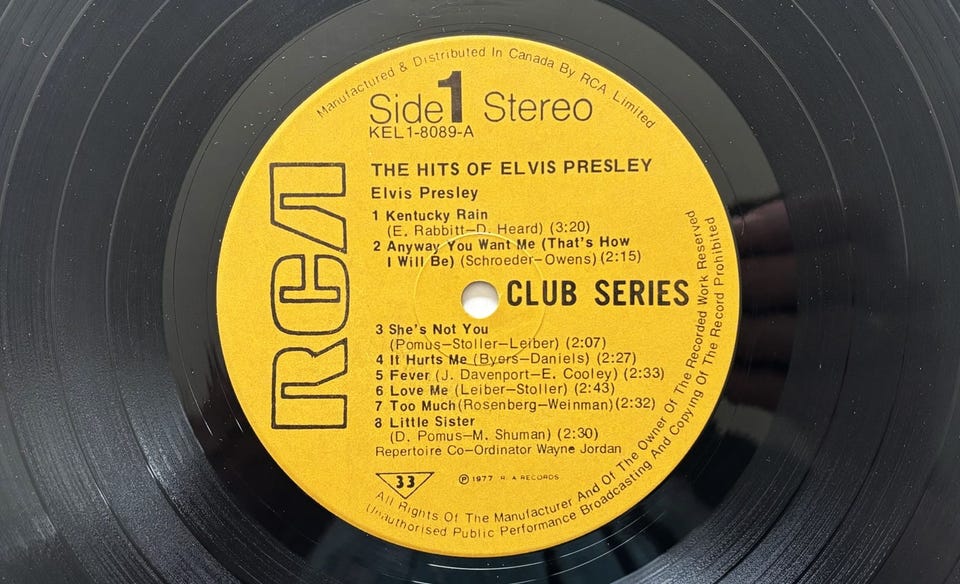 Manufactured & Distributed In Canada By RCA Limited
Side 1 Stereo
KEL1-8089-A
RCA
THE HITS OF ELVIS PRESLEY
Elvis Presley
1 Kentucky Rain
(E. Rabbitt–D. Heard) (3:20)
2 Anyway You Want Me (That's How
I Will Be) (Schroeder–Owens) (2:15)
CLUB SERIES
3 She's Not You
(Pomus–Stoller–Leiber) (2:07)
4 It Hurts Me (Byers–Daniels) (2:27)
5 Fever (J. Davenport–E. Cooley) (2:33)
6 Love Me (Leiber–Stoller) (2:43)
7 Too Much (Rosenberg–Weinman) (2:32)
8 Little Sister
(D. Pomus–M. Shuman) (2:30)
Repertoire Co-Ordinator Wayne Jordan
33
℗ 1977 R. A RECORDS
All Rights Of The Manufacturer And Of The Owner Of The Recorded Work Reserved
Unauthorised Public Performance Broadcasting And Copying Of The Record Prohibited